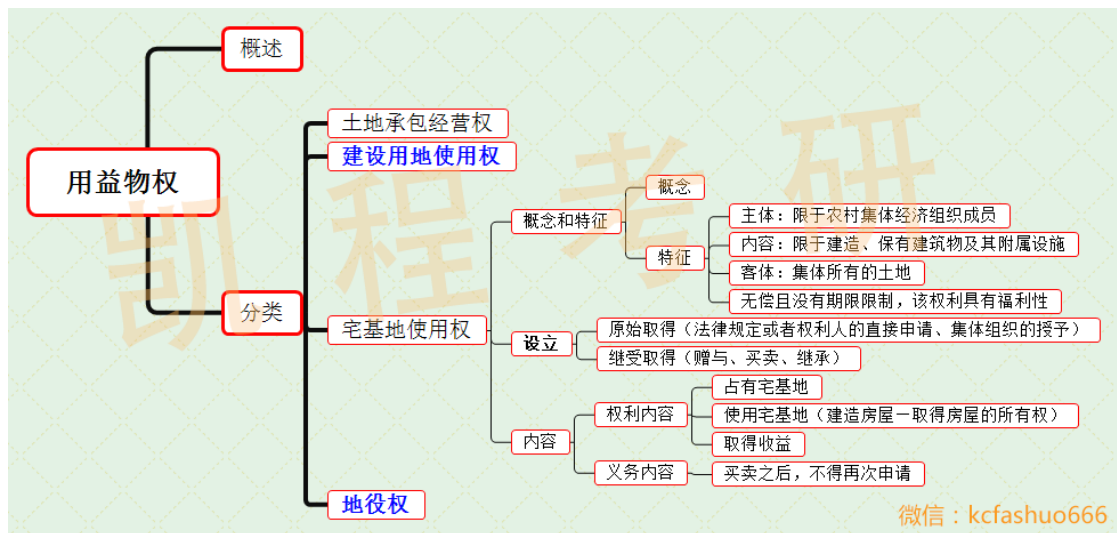 用益物权
概述
分类
土地承包经营权
建设用地使用权
宅基地使用权
概念和特征
概念
特征
主体：限于农村集体经济组织成员
内容：限于建造、保有建筑物及其附属设施
客体：集体所有的土地
无偿且没有期限限制，该权利具有福利性
设立
原始取得（法律规定或者权利人的直接申请、集体组织的授予）
继受取得（赠与、买卖、继承）
内容
权利内容
占有宅基地
使用宅基地（建造房屋－取得房屋的所有权）
取得收益
义务内容
买卖之后，不得再次申请
地役权
凯程考研
微信：kcfashuo666